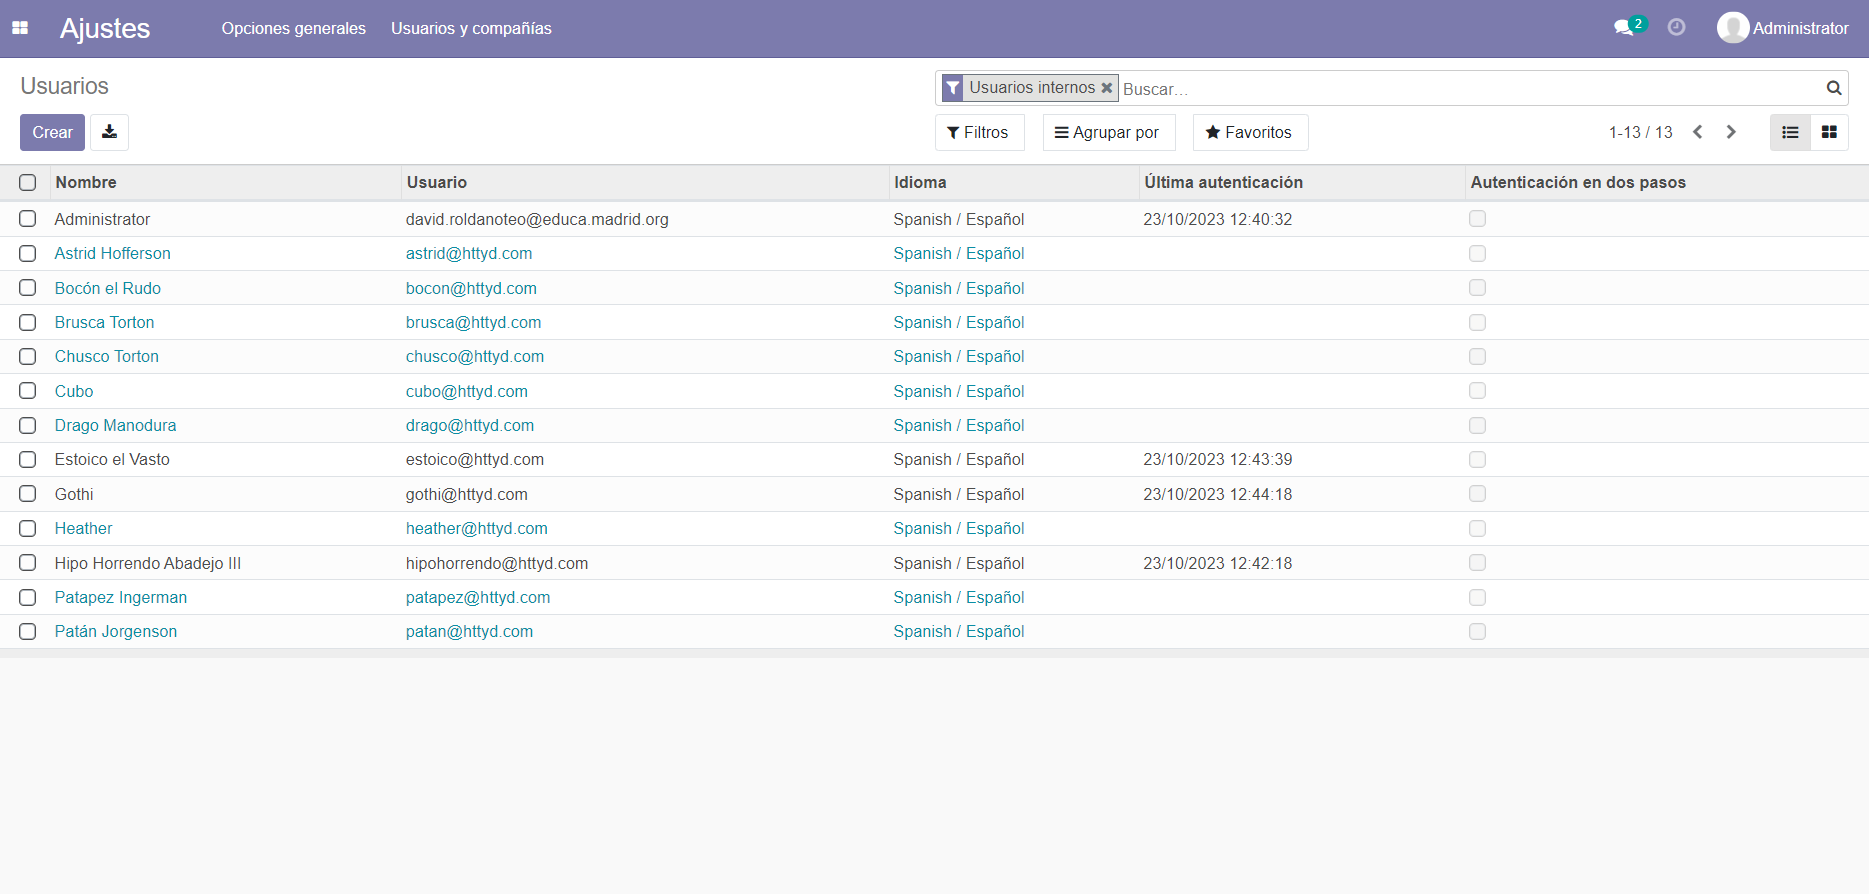 Ajustes Opciones generales Usuarios y compañías 2 Administrator
Usuarios Usuarios internos Buscar...
Crear Filtros Agrupar por Favoritos 1-13 / 13
Nombre Usuario Idioma Última autenticación Autenticación en dos pasos
Administrator david.roldanoteo@educa.madrid.org Spanish / Español 23/10/2023 12:40:32
Astrid Hofferson astrid@httyd.com Spanish / Español
Bocón el Rudo bocon@httyd.com Spanish / Español
Brusca Torton brusca@httyd.com Spanish / Español
Chusco Torton chusco@httyd.com Spanish / Español
Cubo cubo@httyd.com Spanish / Español
Drago Manodura drago@httyd.com Spanish / Español
Estoico el Vasto estoico@httyd.com Spanish / Español 23/10/2023 12:43:39
Gothi gothi@httyd.com Spanish / Español 23/10/2023 12:44:18
Heather heather@httyd.com Spanish / Español
Hipo Horrendo Abadejo III hipohorrendo@httyd.com Spanish / Español 23/10/2023 12:42:18
Patapez Ingerman patapez@httyd.com Spanish / Español
Patán Jorgenson patan@httyd.com Spanish / Español